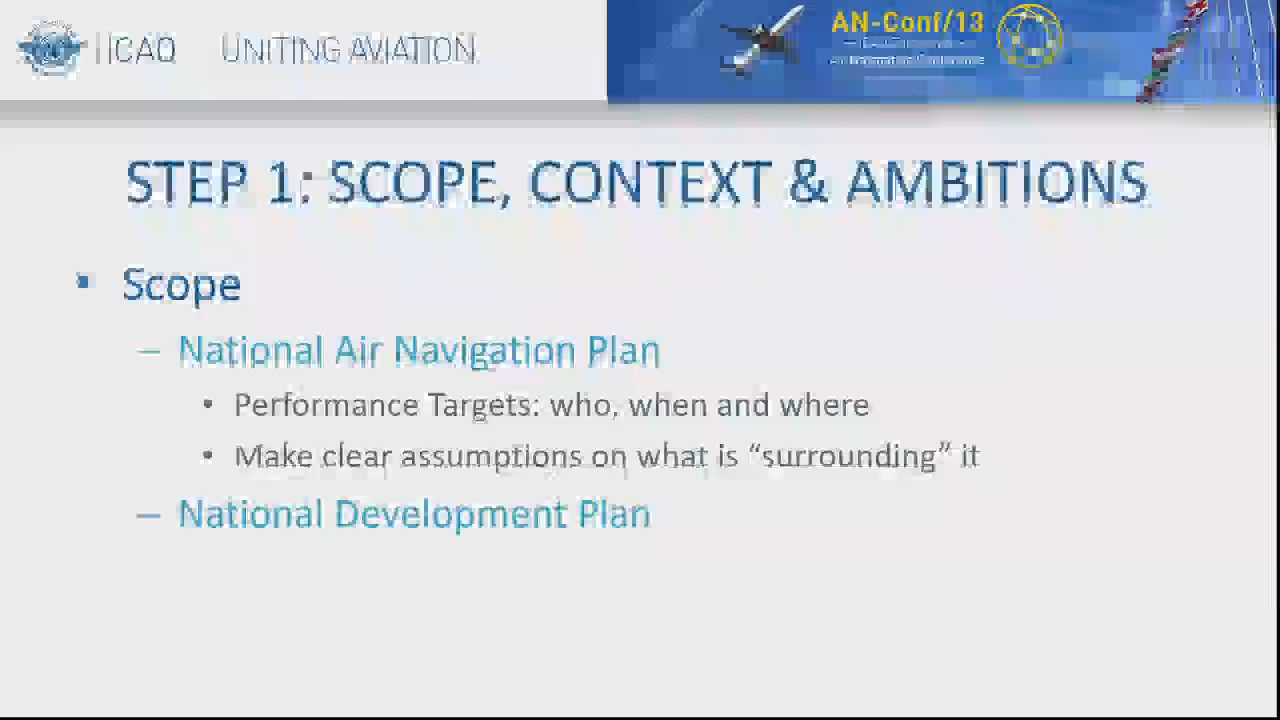 ICAO UNITING AVIATION
AN-Conf/13
STEP 1: SCOPE, CONTEXT & AMBITIONS
▪ Scope
– National Air Navigation Plan
• Performance Targets: who, when and where
• Make clear assumptions on what is “surrounding” it
– National Development Plan